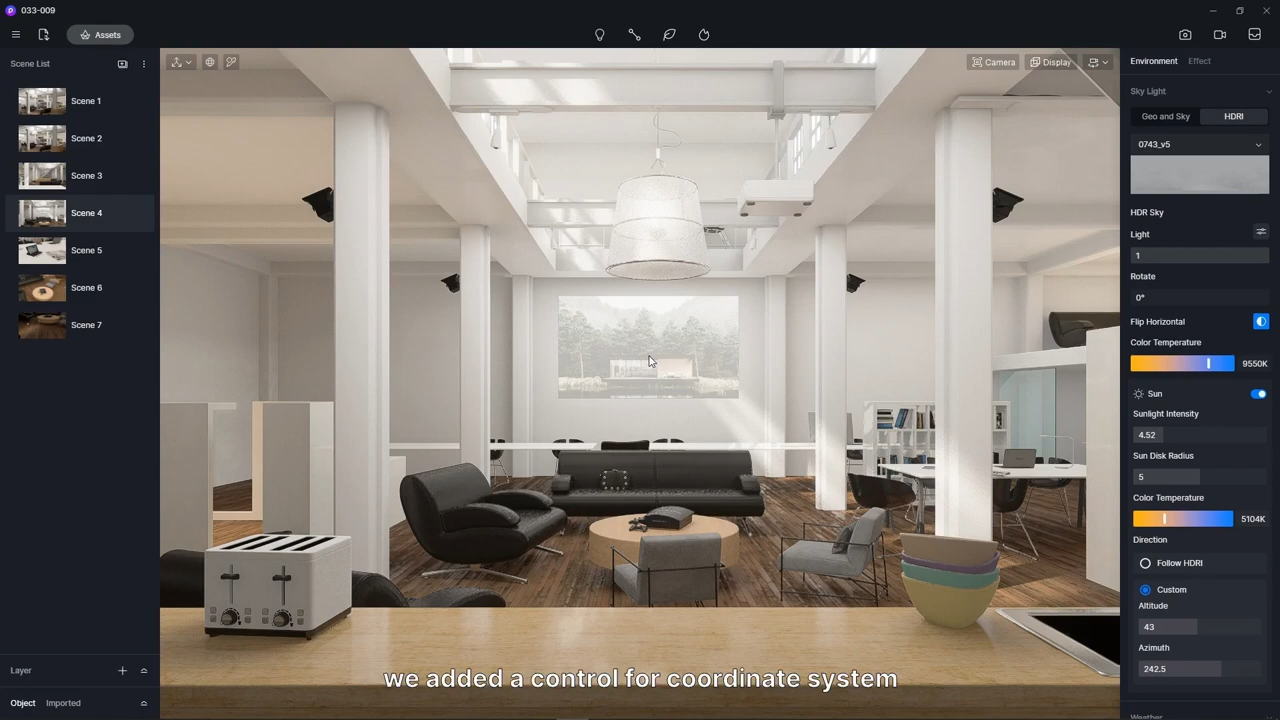 033-009
Assets
Scene List
Scene 1
Scene 2
Scene 3
Scene 4
Scene 5
Scene 6
Scene 7
Layer
Object Imported
Camera Display
Environment Effect
Sky Light
Geo and Sky HDRI
0743_v5
HDR Sky
Light
1
Rotate
0°
Flip Horizontal
Color Temperature
9550K
Sun
Sunlight Intensity
4.52
Sun Disk Radius
5
Color Temperature
5104K
Direction
Follow HDRI
Custom
Altitude
43
Azimuth
242.5
Weather
we added a control for coordinate system